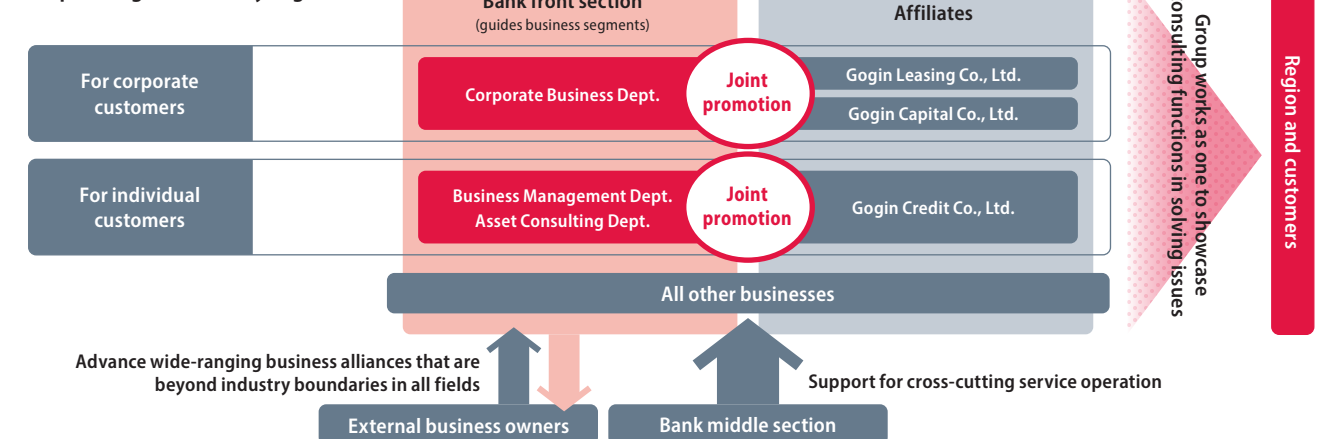 Bank front section
(guides business segments)
Affiliates
For corporate
customers
Corporate Business Dept.
Joint
promotion
Gogin Leasing Co., Ltd.
Gogin Capital Co., Ltd.
For individual
customers
Business Management Dept.
Asset Consulting Dept.
Joint
promotion
Gogin Credit Co., Ltd.
All other businesses
Group works as one to showcase
consulting functions in solving issues
Region and customers
Advance wide-ranging business alliances that are
beyond industry boundaries in all fields
Support for cross-cutting service operation
External business owners
Bank middle section